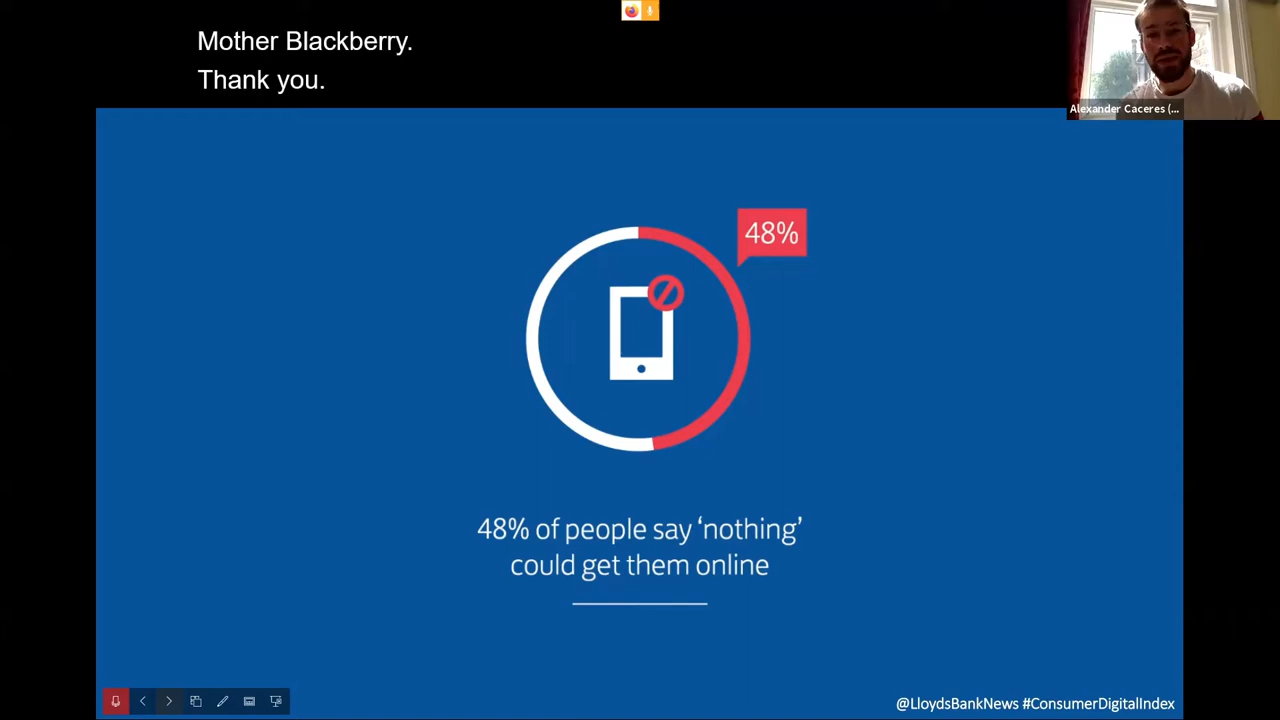 Mother Blackberry.
Thank you.
Alexander Caceres (...
48%
48% of people say ‘nothing’
could get them online
@LloydsBankNews #ConsumerDigitalIndex